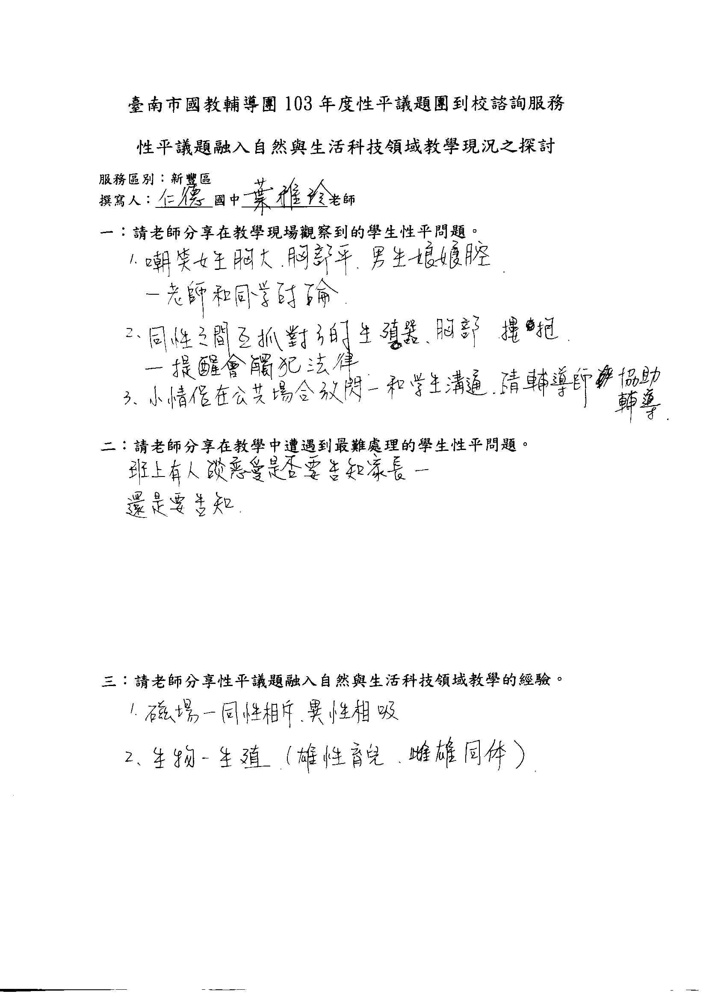 臺南市國教輔導團 103 年度性平議題團到校諮詢服務
性平議題融入自然與生活科技領域教學現況之探討
服務區別：新豐區
撰寫人：仁德國中葉雅玲老師
一：請老師分享在教學現場觀察到的學生性平問題。
1. 嘲笑女生胸大、胸部平、男生娘娘腔.
－老師和同學討論.
2、同性之間互抓對方的生殖器、胸部 摟抱.
－提醒會觸犯法律.
3、小情侶在公共場合放閃－和學生溝通、請輔導師協助
輔導.
二：請老師分享在教學中遭遇到最難處理的學生性平問題。
班上有人談戀愛是否要告知家長－
還是要告知.
三：請老師分享性平議題融入自然與生活科技領域教學的經驗。
1. 磁場－同性相斥、異性相吸
2、生物－生殖.（雄性育兒、雌雄同体）.